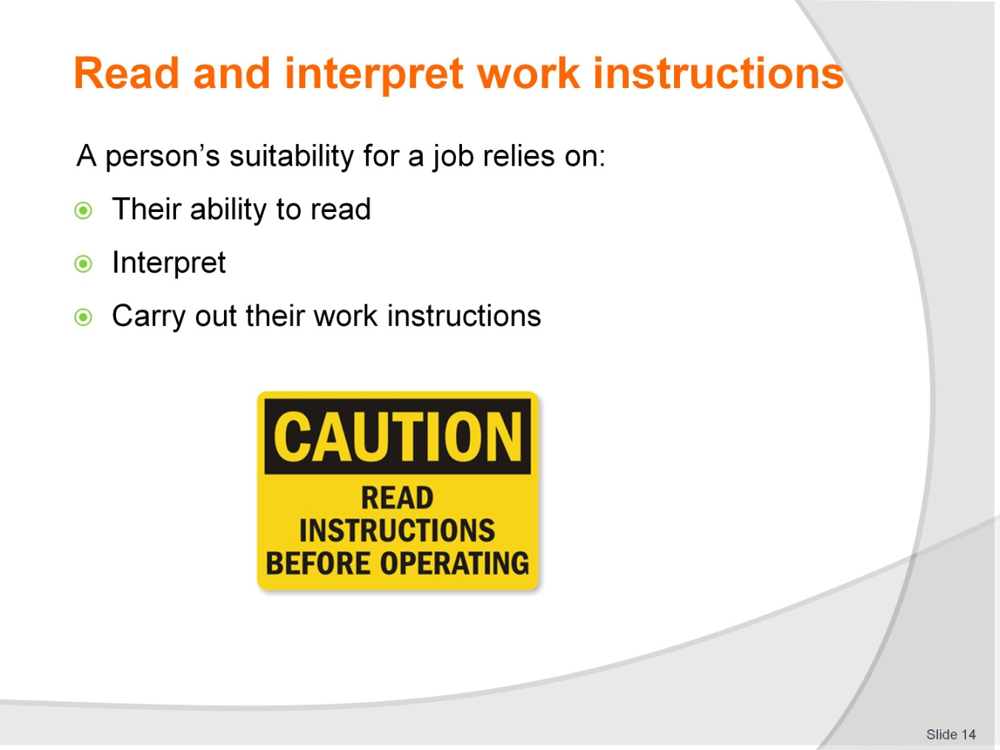 Read and interpret work instructions
A person’s suitability for a job relies on:
Their ability to read
Interpret
Carry out their work instructions
CAUTION
READ
INSTRUCTIONS
BEFORE OPERATING
Slide 14